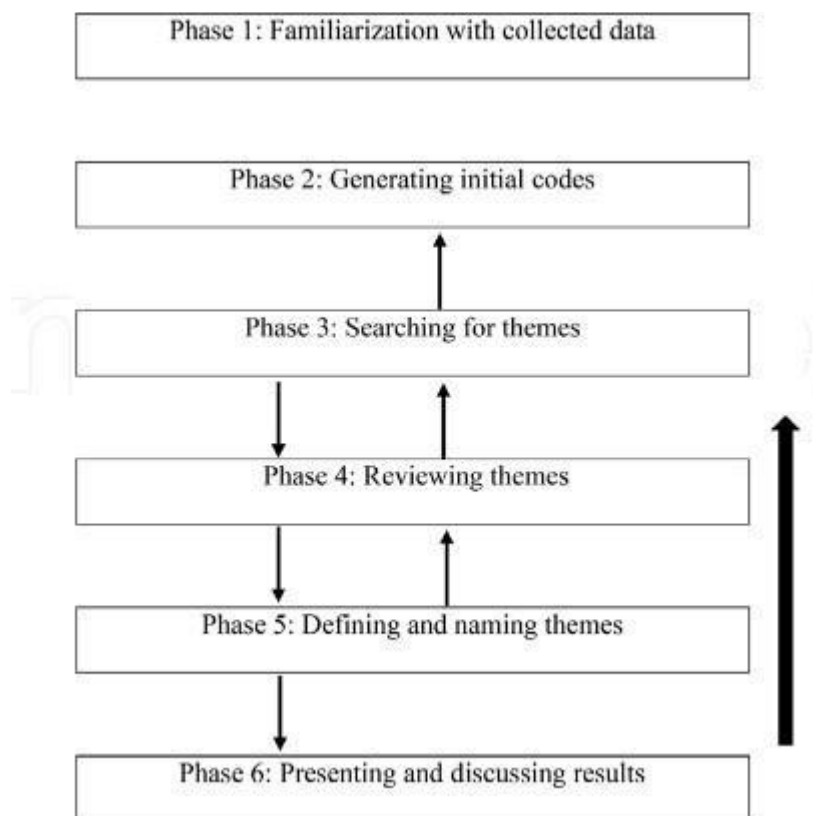 Phase 1: Familiarization with collected data
Phase 2: Generating initial codes
Phase 3: Searching for themes
Phase 4: Reviewing themes
Phase 5: Defining and naming themes
Phase 6: Presenting and discussing results